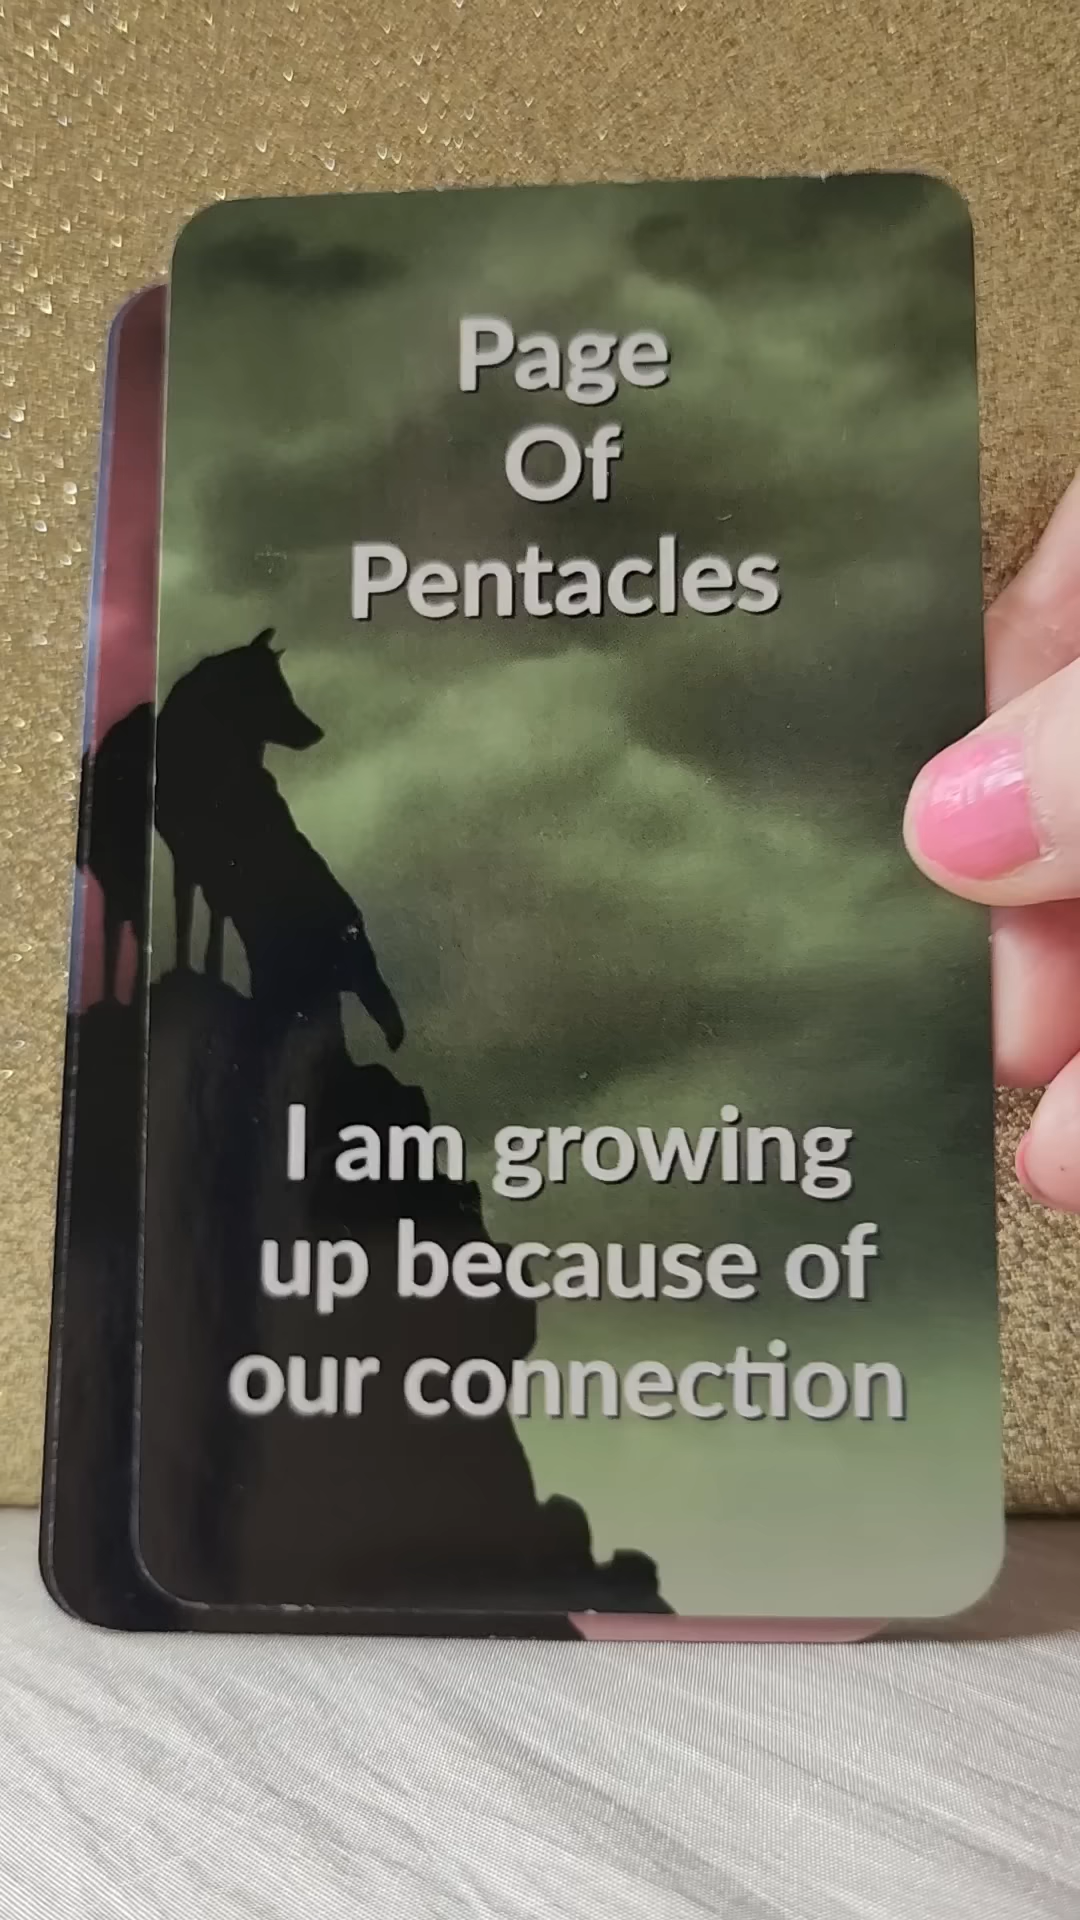 Page
Of
Pentacles
I am growing
up because of
our connection